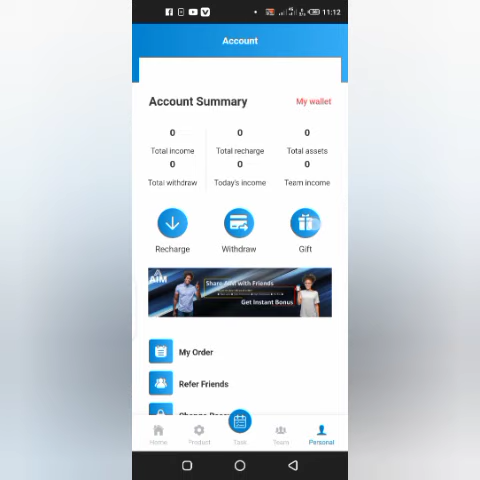 11:12
Account
Account Summary
My wallet
0 0 0
Total income Total recharge Total assets
0 0 0
Total withdraw Today's income Team income
Recharge Withdraw Gift
AIM
Share AIM with Friends
Get Instant Bonus
My Order
Refer Friends
Home Product Task Team Personal